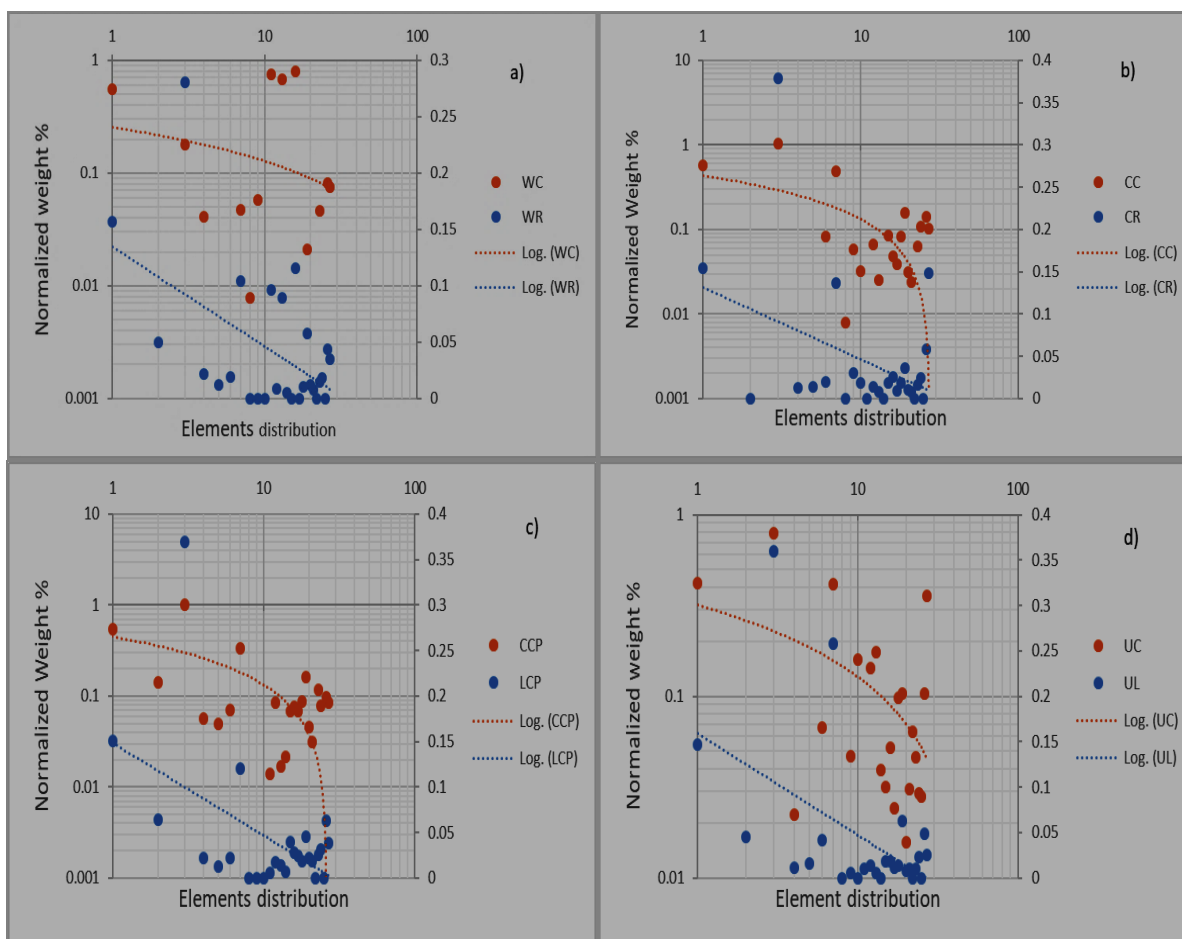 1 10 100
1 0.3
a)
0.25
0.1 0.2
0.15
0.01 0.1
0.05
0.001 0
Normalized weight %
Elements distribution
WC
WR
Log. (WC)
Log. (WR)
1 10 100
10 0.4
b)
0.35
1 0.3
0.25
0.1 0.2
0.15
0.01 0.1
0.05
0.001 0
Normalized Weight %
Elements distribution
CC
CR
Log. (CC)
Log. (CR)
1 10 100
10 0.4
c)
0.35
1 0.3
0.25
0.1 0.2
0.15
0.01 0.1
0.05
0.001 0
Normalized Weight %
Elements distribution
CCP
LCP
Log. (CCP)
Log. (LCP)
1 10 100
1 0.4
d)
0.35
0.3
0.25
0.1 0.2
0.15
0.1
0.05
0.01 0
Normalized Weight %
Element distribution
UC
UL
Log. (UC)
Log. (UL)